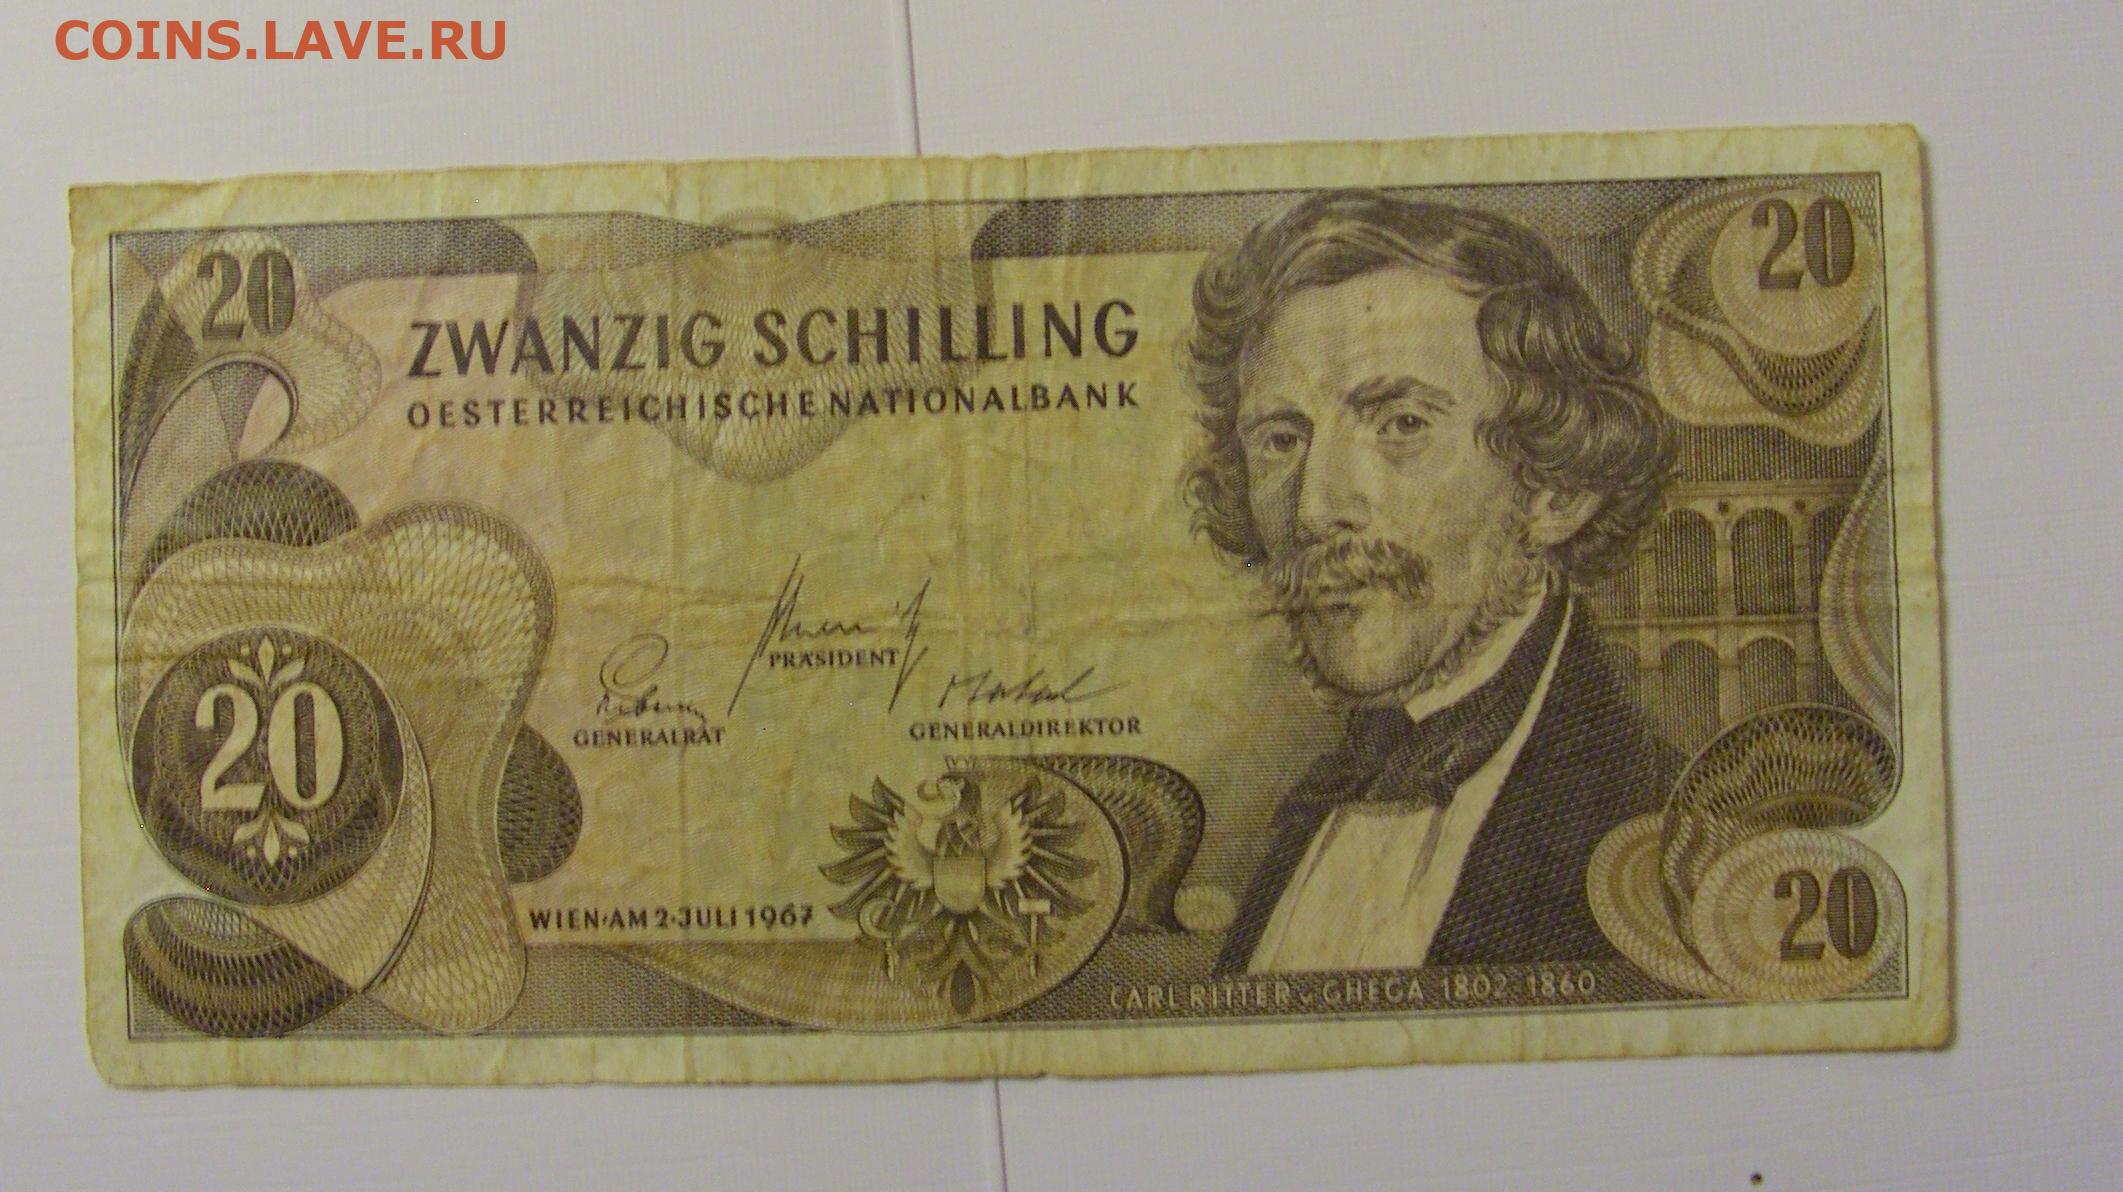 COINS.LAVE.RU
20
20
ZWANZIG SCHILLING
OESTERREICHISCHE NATIONALBANK
PRÄSIDENT
GENERALRAT
GENERALDIREKTOR
20
WIEN·AM 2·JULI 1967
20
CARL RITTER v. GHEGA 1802-1860